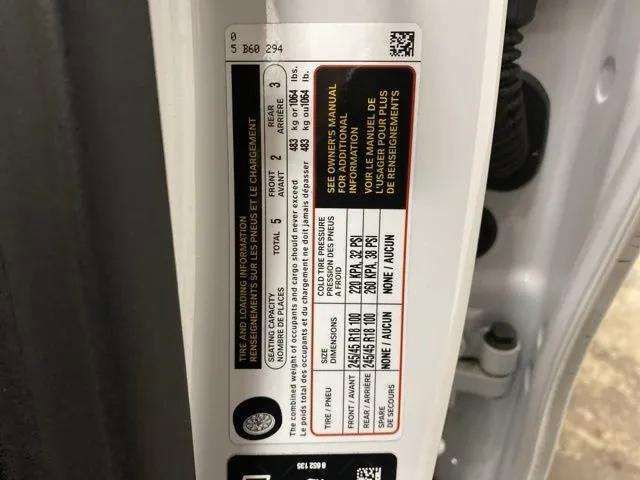 0
5 B60 294
TIRE AND LOADING INFORMATION
RENSEIGNEMENTS SUR LES PNEUS ET LE CHARGEMENT
SEATING CAPACITY
NOMBRE DE PLACES
TOTAL 5
FRONT
AVANT 2
REAR
ARRIÈRE 3
The combined weight of occupants and cargo should never exceed 483 kg or 1064 lbs.
Le poids total des occupants et du chargement ne doit jamais dépasser 483 kg ou 1064 lb.
TIRE / PNEU
SIZE
DIMENSIONS
COLD TIRE PRESSURE
PRESSION DES PNEUS
A FROID
FRONT / AVANT 245/45 R18 100 220 KPA, 32 PSI
REAR / ARRIÈRE 245/45 R18 100 260 KPA, 38 PSI
SPARE
DE SECOURS
NONE / AUCUN NONE / AUCUN
SEE OWNER'S MANUAL
FOR ADDITIONAL
INFORMATION
VOIR LE MANUEL DE
L'USAGER POUR PLUS
DE RENSEIGNEMENTS
8 652 135